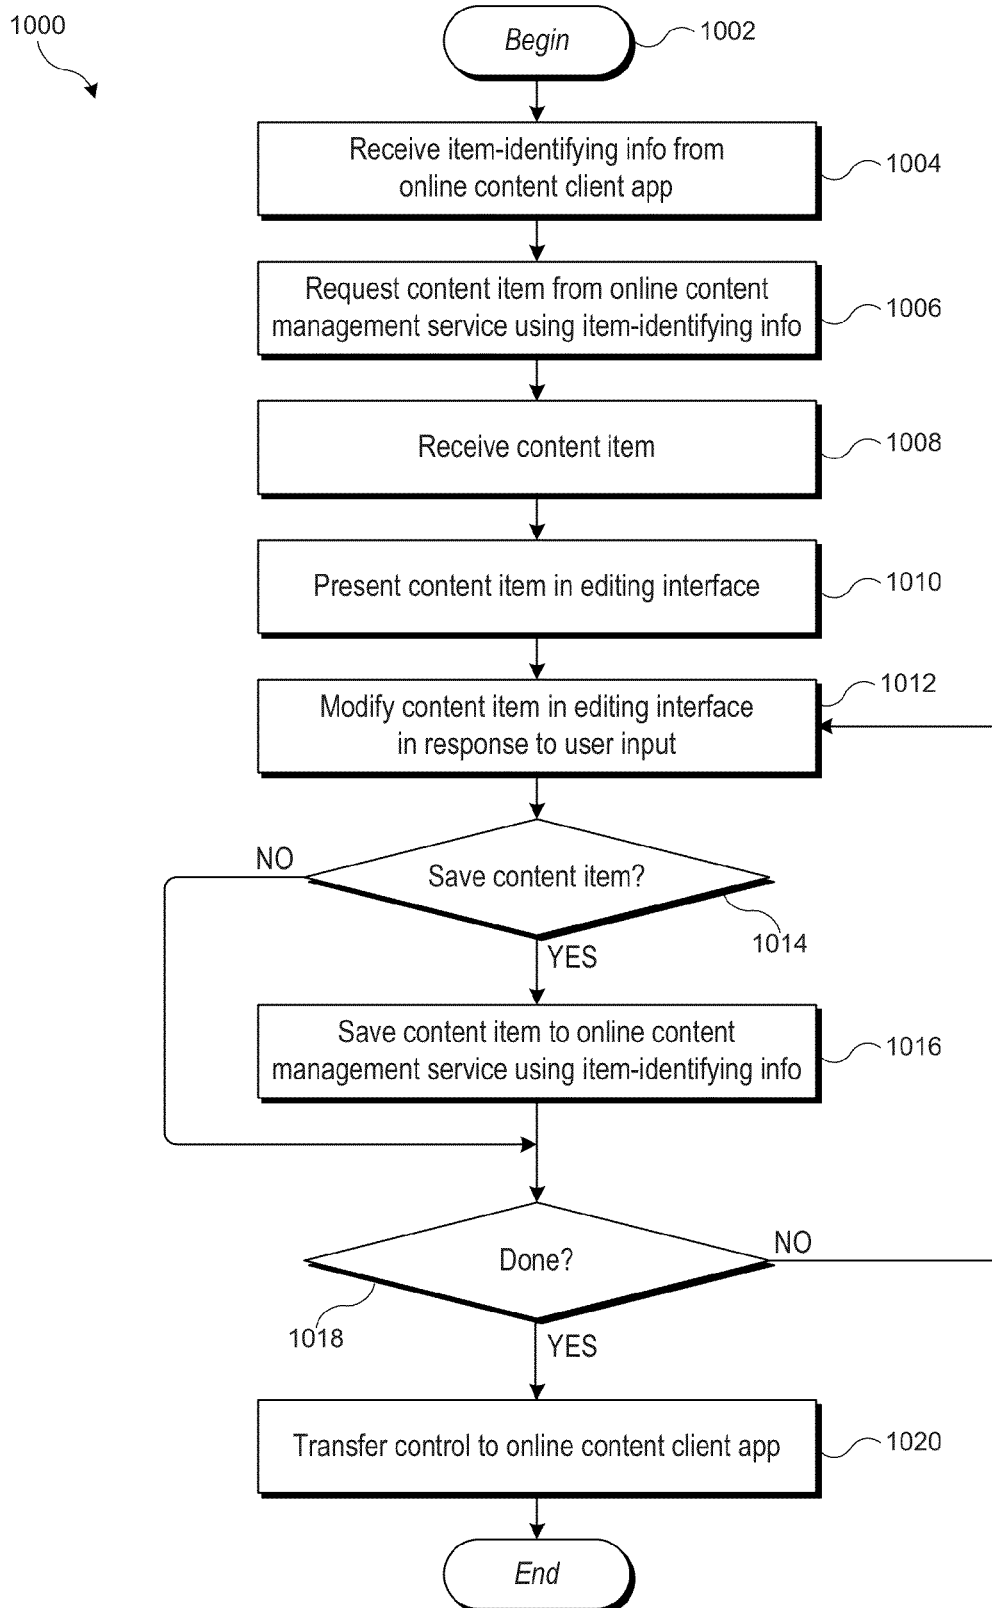 1000
Begin
1002
Receive item-identifying info from
online content client app
1004
Request content item from online content
management service using item-identifying info
1006
Receive content item
1008
Present content item in editing interface
1010
Modify content item in editing interface
in response to user input
1012
NO
Save content item?
1014
YES
Save content item to online content
management service using item-identifying info
1016
Done?
NO
1018
YES
Transfer control to online content client app
1020
End